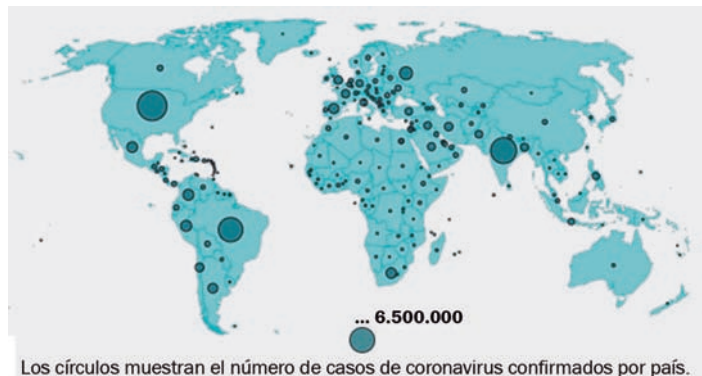 ... 6.500.000
Los círculos muestran el número de casos de coronavirus confirmados por país.